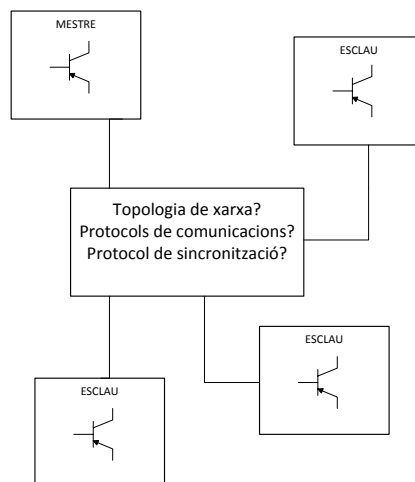 MESTRE
ESCLAU
Topologia de xarxa?
Protocols de comunicacions?
Protocol de sincronització?
ESCLAU
ESCLAU